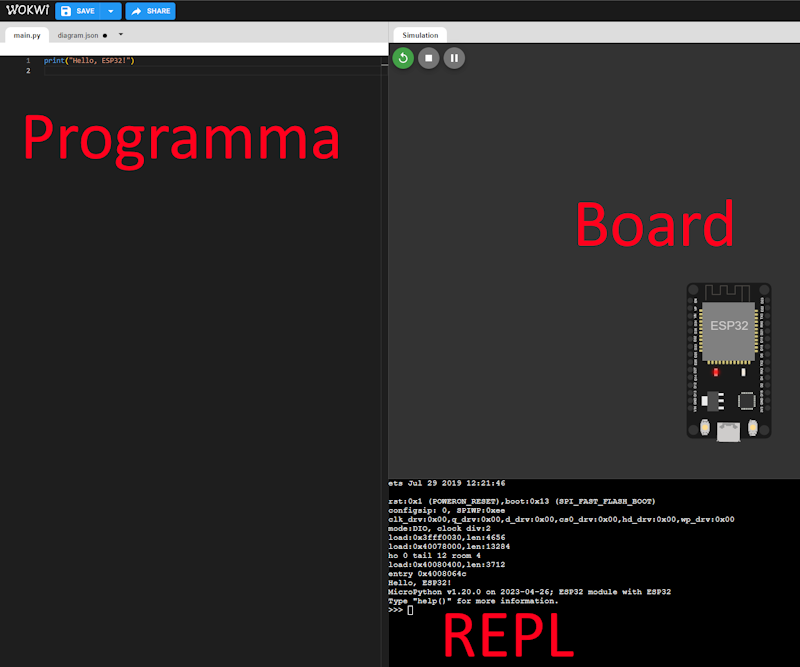 WOKWI SAVE SHARE
main.py diagram.json
1 print("Hello, ESP32!")
2
Programma
Simulation
Board
ESP32
ets Jul 29 2019 12:21:46
rst:0x1 (POWERON_RESET),boot:0x13 (SPI_FAST_FLASH_BOOT)
configsip: 0, SPIWP:0xee
clk_drv:0x00,q_drv:0x00,d_drv:0x00,cs0_drv:0x00,hd_drv:0x00,wp_drv:0x00
mode:DIO, clock div:2
load:0x3fff0030,len:4656
load:0x40078000,len:13284
ho 0 tail 12 room 4
load:0x40080400,len:3712
entry 0x4008064c
Hello, ESP32!
MicroPython v1.20.0 on 2023-04-26; ESP32 module with ESP32
Type "help()" for more information.
>>>
REPL